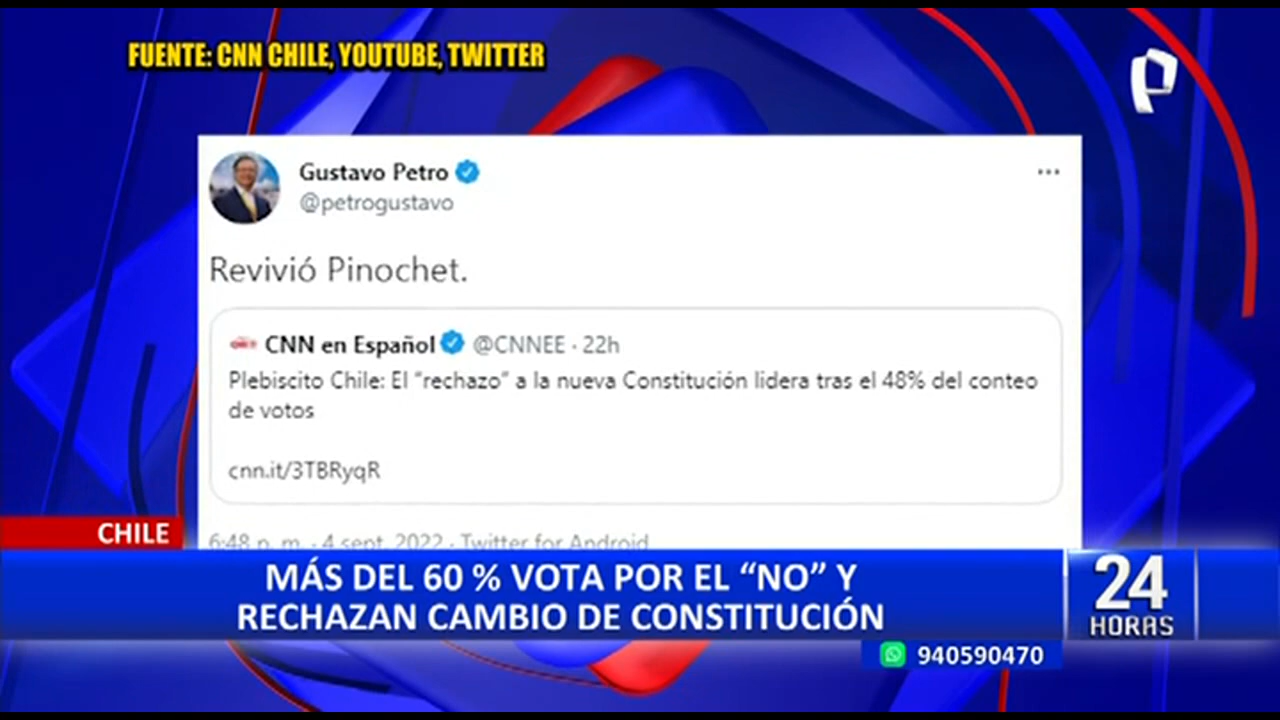 FUENTE: CNN CHILE, YOUTUBE, TWITTER
Gustavo Petro
@petrogustavo
Revivió Pinochet.
CNN en Español @CNNEE · 22h
Plebiscito Chile: El "rechazo" a la nueva Constitución lidera tras el 48% del conteo
de votos
cnn.it/3TBRyqR
6:48 p. m. · 4 sept. 2022 · Twitter for Android
CHILE
MÁS DEL 60 % VOTA POR EL “NO” Y
RECHAZAN CAMBIO DE CONSTITUCIÓN
24
HORAS
940590470